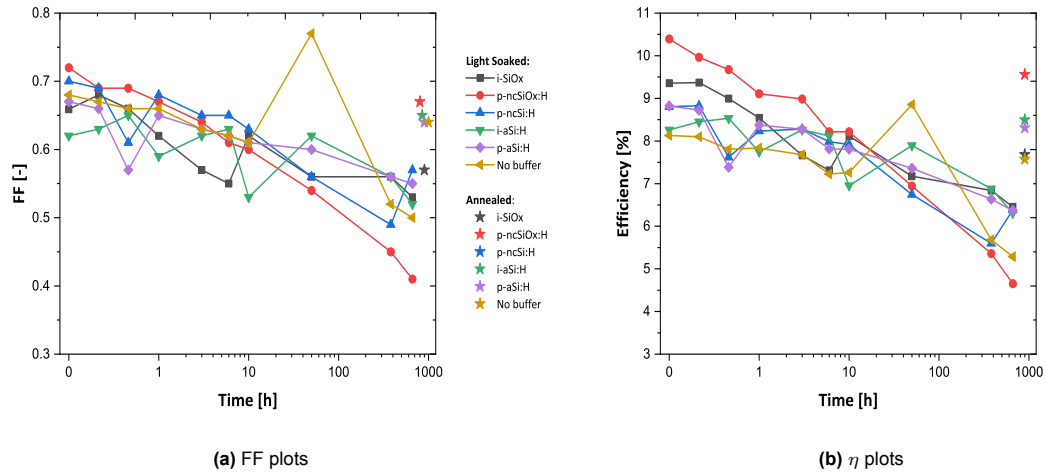 0.8
0.7
0.6
0.5
0.4
0.3
FF [-]
0
1
10
100
1000
Time [h]
Light Soaked:
i-SiOx
p-ncSiOx:H
p-ncSi:H
i-aSi:H
p-aSi:H
No buffer
Annealed:
i-SiOx
p-ncSiOx:H
p-ncSi:H
i-aSi:H
p-aSi:H
No buffer
11
10
9
8
7
6
5
4
3
Efficiency [%]
0
1
10
100
1000
Time [h]
(a) FF plots
(b) η plots